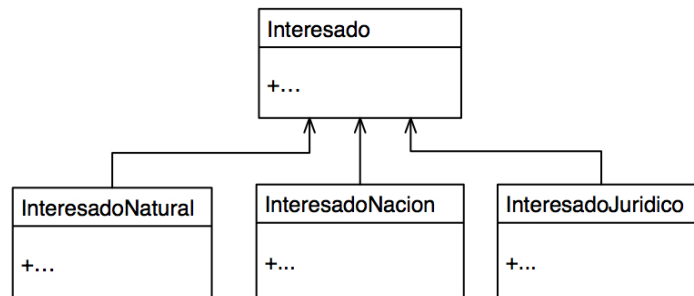 Interesado
+...
InteresadoNatural
+...
InteresadoNacion
+...
InteresadoJuridico
+...